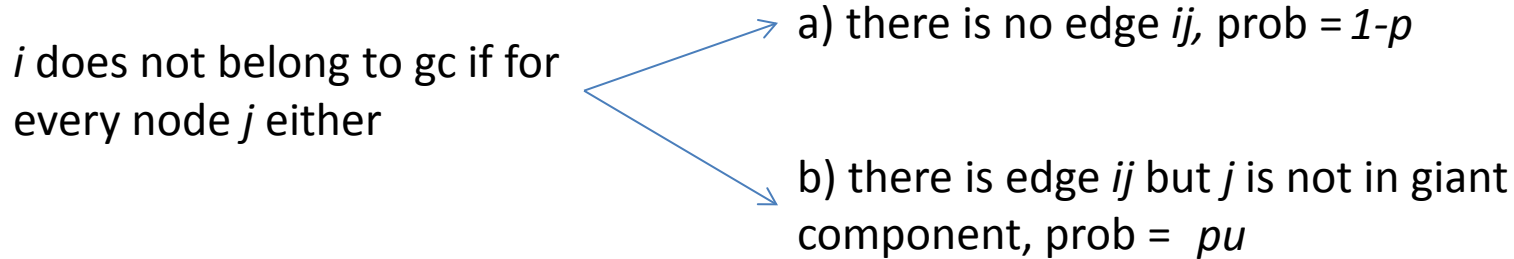 i does not belong to gc if for
every node j either
a) there is no edge ij, prob = 1-p
b) there is edge ij but j is not in giant
component, prob = pu